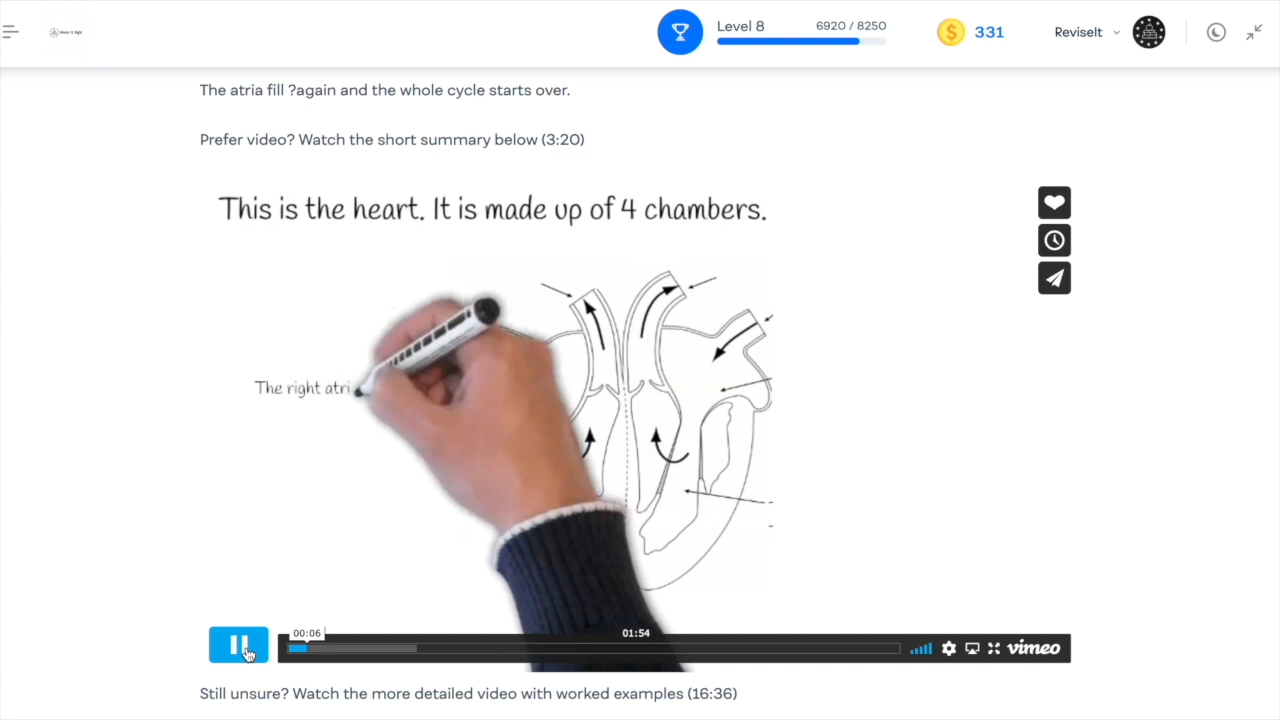 Level 8
6920 / 8250
331
Reviselt
The atria fill ?again and the whole cycle starts over.
Prefer video? Watch the short summary below (3:20)
This is the heart. It is made up of 4 chambers.
The right atri
00:06
01:54
vimeo
Still unsure? Watch the more detailed video with worked examples (16:36)